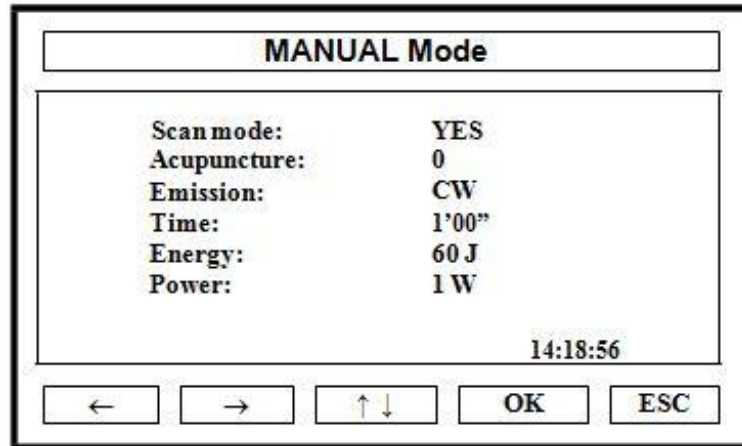 MANUAL Mode
Scan mode: YES
Acupuncture: 0
Emission: CW
Time: 1’00”
Energy: 60 J
Power: 1 W
14:18:56
← → ↑↓ OK ESC